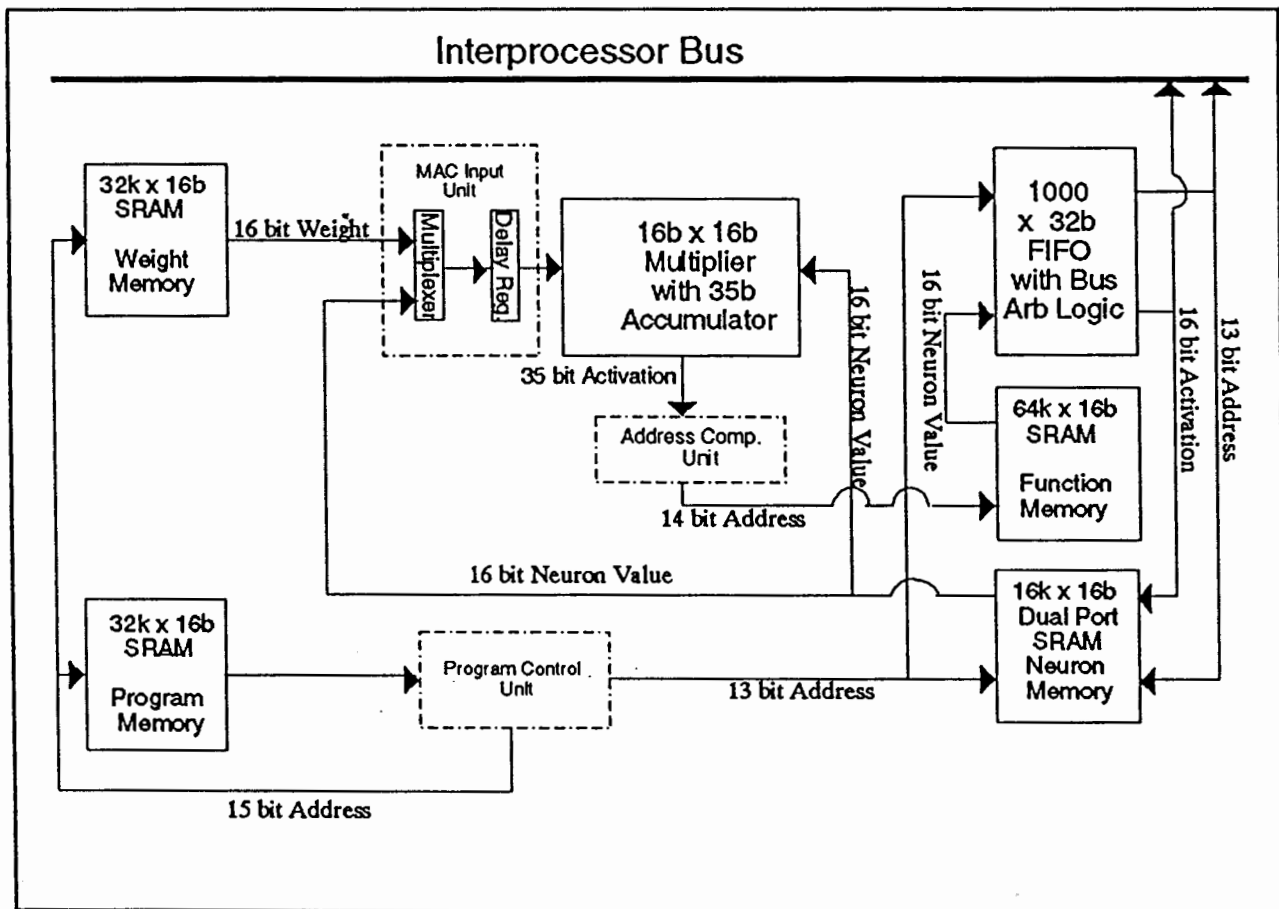 Interprocessor Bus
32k x 16b
SRAM
Weight
Memory
16 bit Weight
MAC Input
Unit
Multiplexer
Delay Reg.
16b x 16b
Multiplier
with 35b
Accumulator
35 bit Activation
Address Comp.
Unit
14 bit Address
16 bit Neuron Value
16 bit Neuron Value
1000
x 32b
FIFO
with Bus
Arb Logic
16 bit Activation
13 bit Address
64k x 16b
SRAM
Function
Memory
16 bit Neuron Value
16k x 16b
Dual Port
SRAM
Neuron
Memory
32k x 16b
SRAM
Program
Memory
Program Control
Unit
13 bit Address
15 bit Address